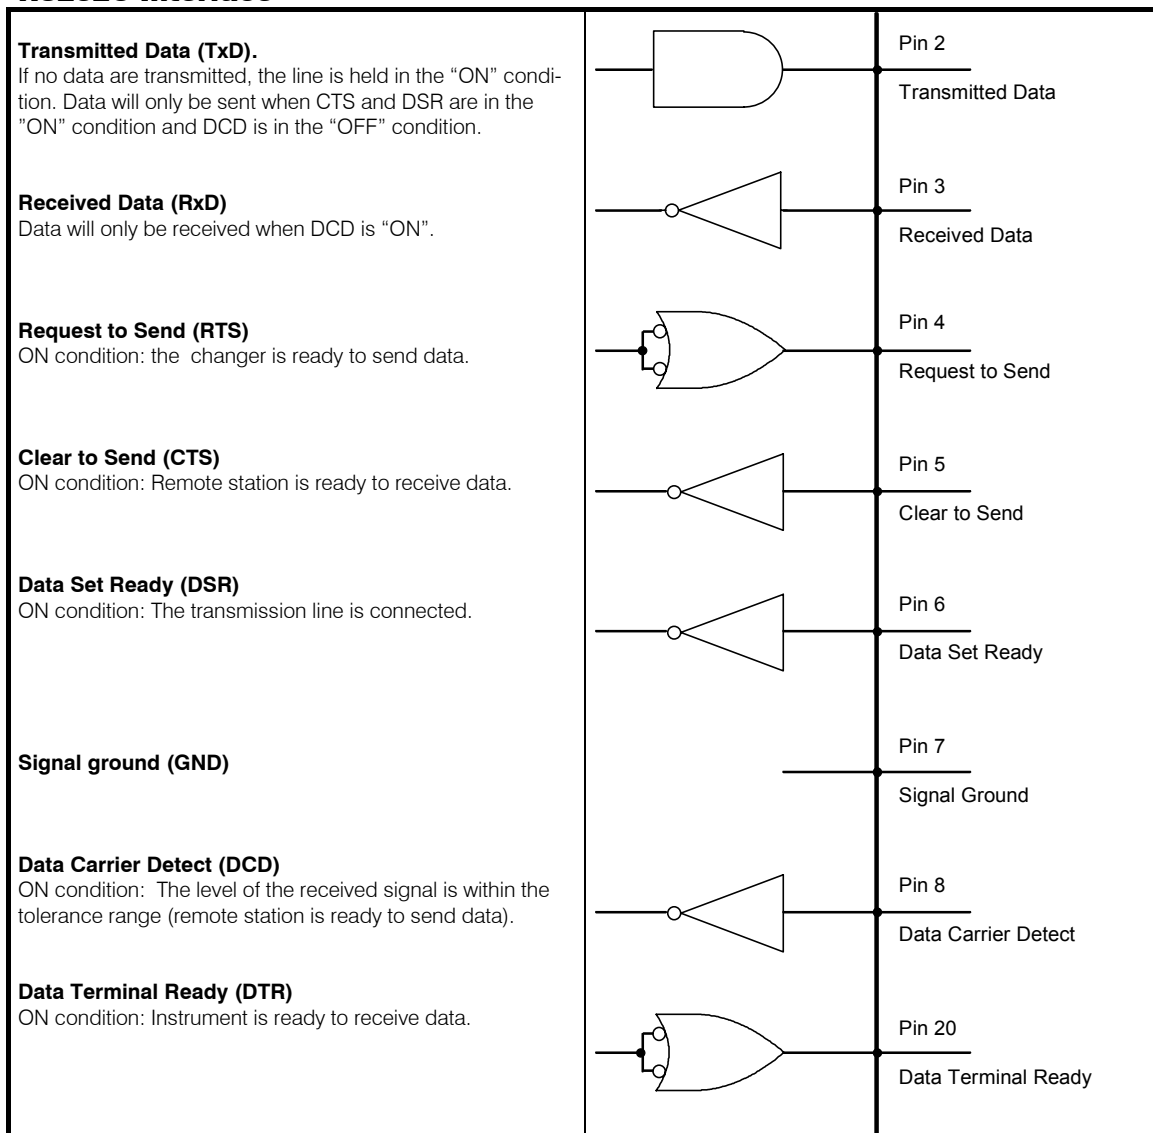 Transmitted Data (TxD).
If no data are transmitted, the line is held in the “ON” condi-
tion. Data will only be sent when CTS and DSR are in the
”ON” condition and DCD is in the “OFF” condition.
Pin 2
Transmitted Data
Received Data (RxD)
Data will only be received when DCD is “ON”.
Pin 3
Received Data
Request to Send (RTS)
ON condition: the  changer is ready to send data.
Pin 4
Request to Send
Clear to Send (CTS)
ON condition: Remote station is ready to receive data.
Pin 5
Clear to Send
Data Set Ready (DSR)
ON condition: The transmission line is connected.
Pin 6
Data Set Ready
Signal ground (GND)
Pin 7
Signal Ground
Data Carrier Detect (DCD)
ON condition:  The level of the received signal is within the
tolerance range (remote station is ready to send data).
Pin 8
Data Carrier Detect
Data Terminal Ready (DTR)
ON condition: Instrument is ready to receive data.
Pin 20
Data Terminal Ready